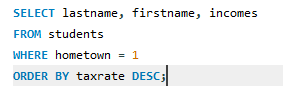 SELECT lastname, firstname, incomes
FROM students
WHERE hometown = 1
ORDER BY taxrate DESC;